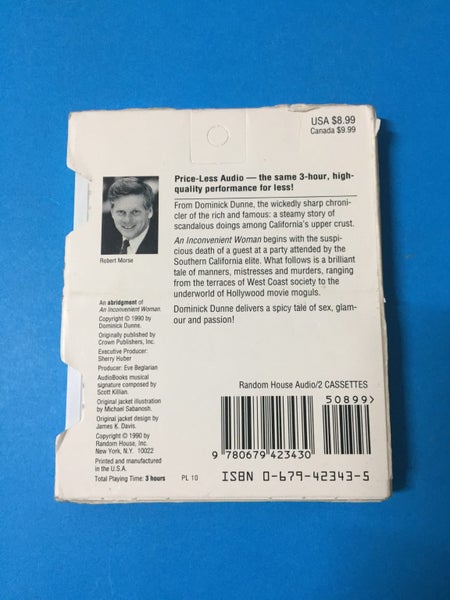 USA $8.99
Canada $9.99
Price-Less Audio — the same 3-hour, high-
quality performance for less!
From Dominick Dunne, the wickedly sharp chroni-
cler of the rich and famous: a steamy story of
scandalous doings among California's upper crust.
An Inconvenient Woman begins with the suspi-
cious death of a guest at a party attended by the
Southern California elite. What follows is a brilliant
tale of manners, mistresses and murders, ranging
from the terraces of West Coast society to the
underworld of Hollywood movie moguls.
Dominick Dunne delivers a spicy tale of sex, glam-
our and passion!
Robert Morse
An abridgment of
An Inconvenient Woman.
Copyright © 1990 by
Dominick Dunne.
Originally published by
Crown Publishers, Inc.
Executive Producer:
Sherry Huber
Producer: Eve Beglarian
AudioBooks musical
signature composed by
Scott Killian.
Original jacket illustration
by Michael Sabanosh.
Original jacket design by
James K. Davis.
Copyright © 1990 by
Random House, Inc.
New York, N.Y. 10022
Printed and manufactured
in the U.S.A.
Total Playing Time: 3 hours
PL 10
Random House Audio/2 CASSETTES
50899>
9 780679 423430
ISBN 0-679-42343-5